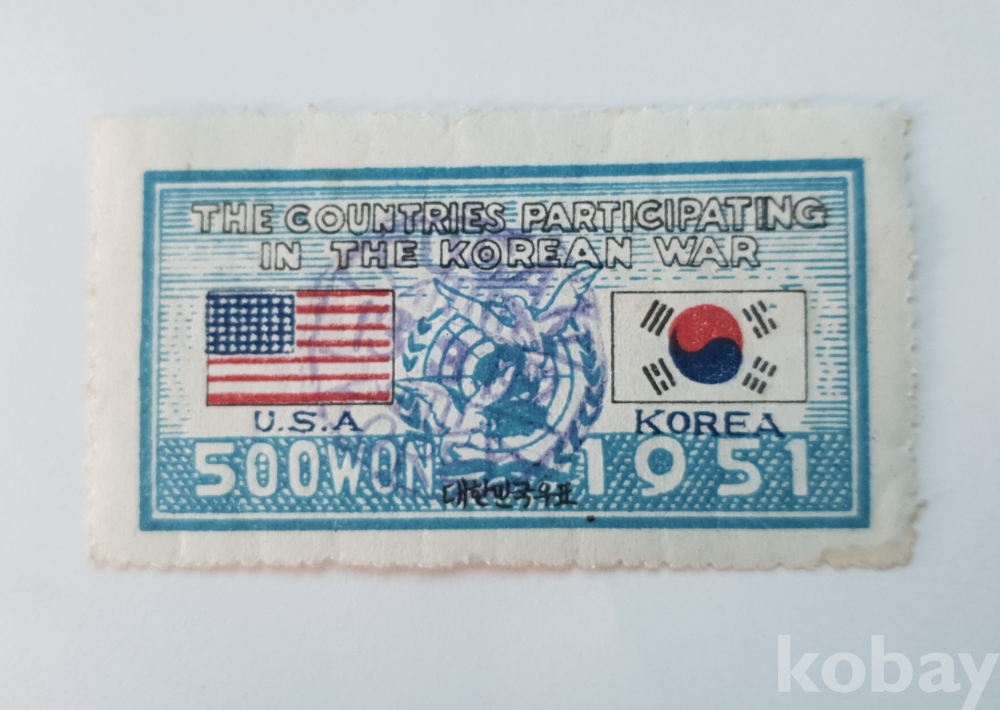 THE COUNTRIES PARTICIPATING
IN THE KOREAN WAR
U.S.A
KOREA
500WON
1951
대한민국우표
kobay